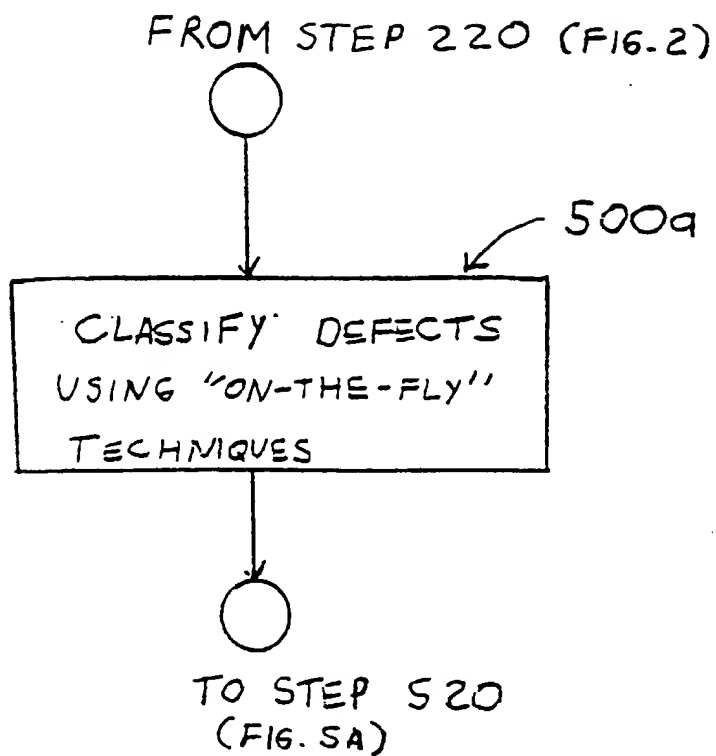 FROM STEP 220 (FIG. 2)
500a
CLASSIFY DEFECTS
USING "ON-THE-FLY"
TECHNIQUES
TO STEP 520
(FIG. 5A)